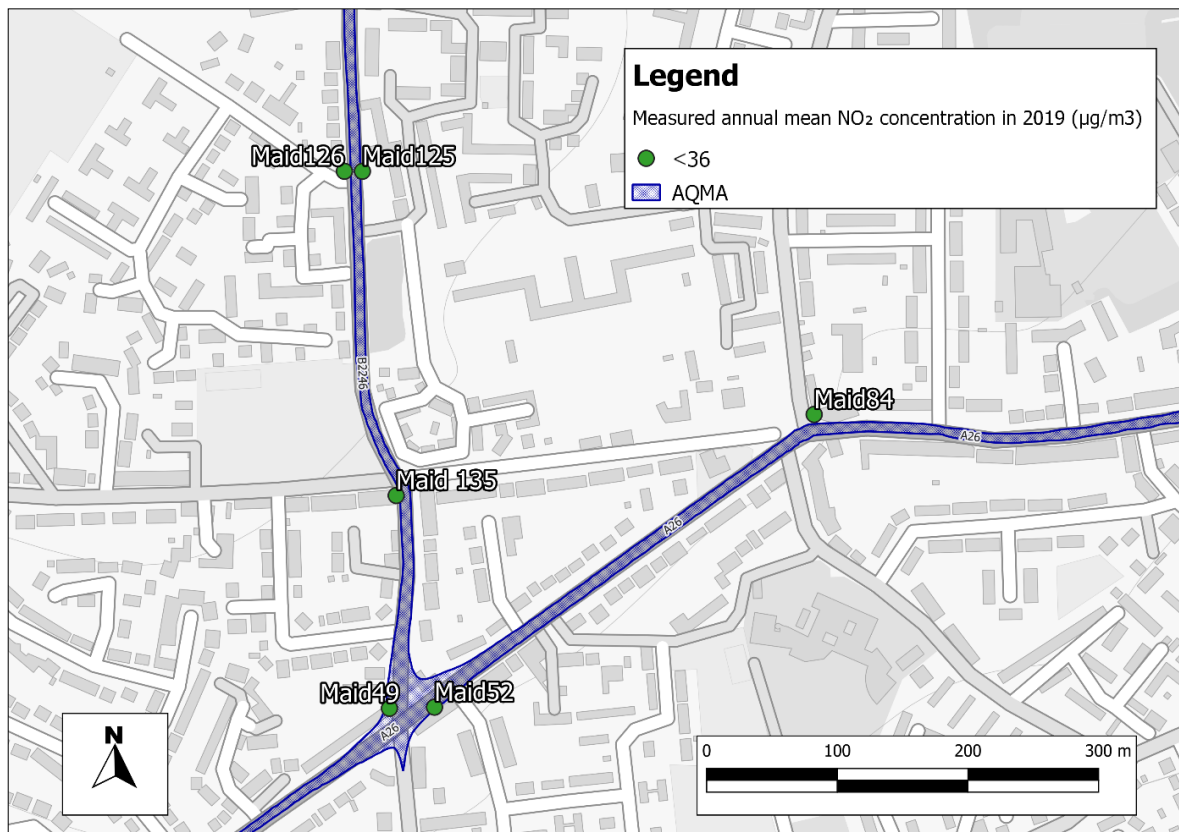 Legend
Measured annual mean NO₂ concentration in 2019 (µg/m3)
<36
AQMA
Maid126
Maid125
B2246
Maid84
A26
Maid 135
A26
Maid49
Maid52
A26
N
0 100 200 300 m